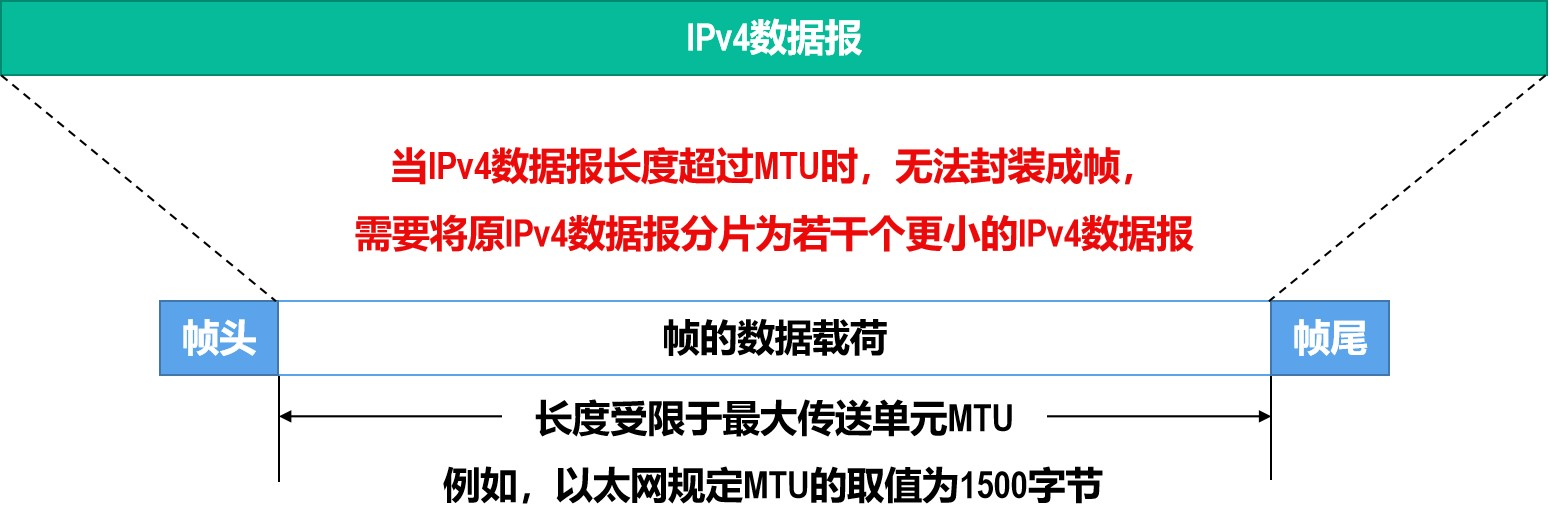 IPv4数据报
当IPv4数据报长度超过MTU时，无法封装成帧，
需要将原IPv4数据报分片为若干个更小的IPv4数据报
帧头
帧的数据载荷
帧尾
长度受限于最大传送单元MTU
例如，以太网规定MTU的取值为1500字节